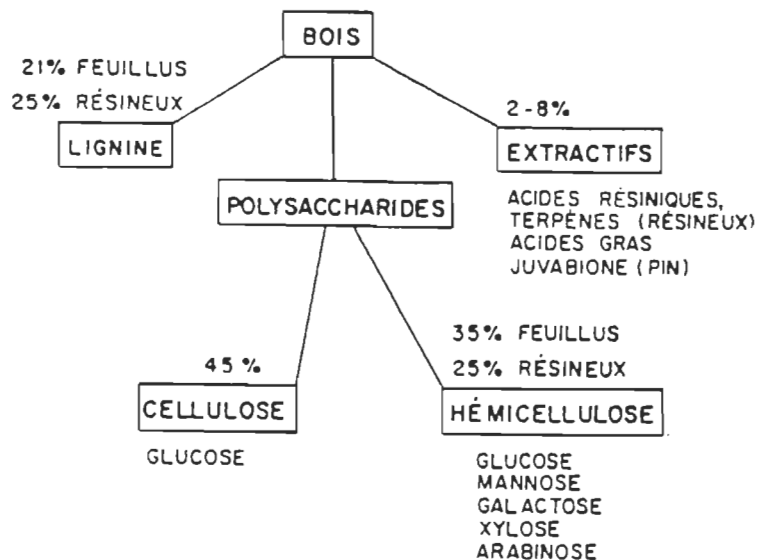 BOIS
21% FEUILLUS
25% RÉSINEUX
LIGNINE
2-8%
EXTRACTIFS
ACIDES RÉSINIQUES,
TERPÈNES (RÉSINEUX)
ACIDES GRAS
JUVABIONE (PIN)
POLYSACCHARIDES
45%
CELLULOSE
GLUCOSE
35% FEUILLUS
25% RÉSINEUX
HÉMICELLULOSE
GLUCOSE
MANNOSE
GALACTOSE
XYLOSE
ARABINOSE